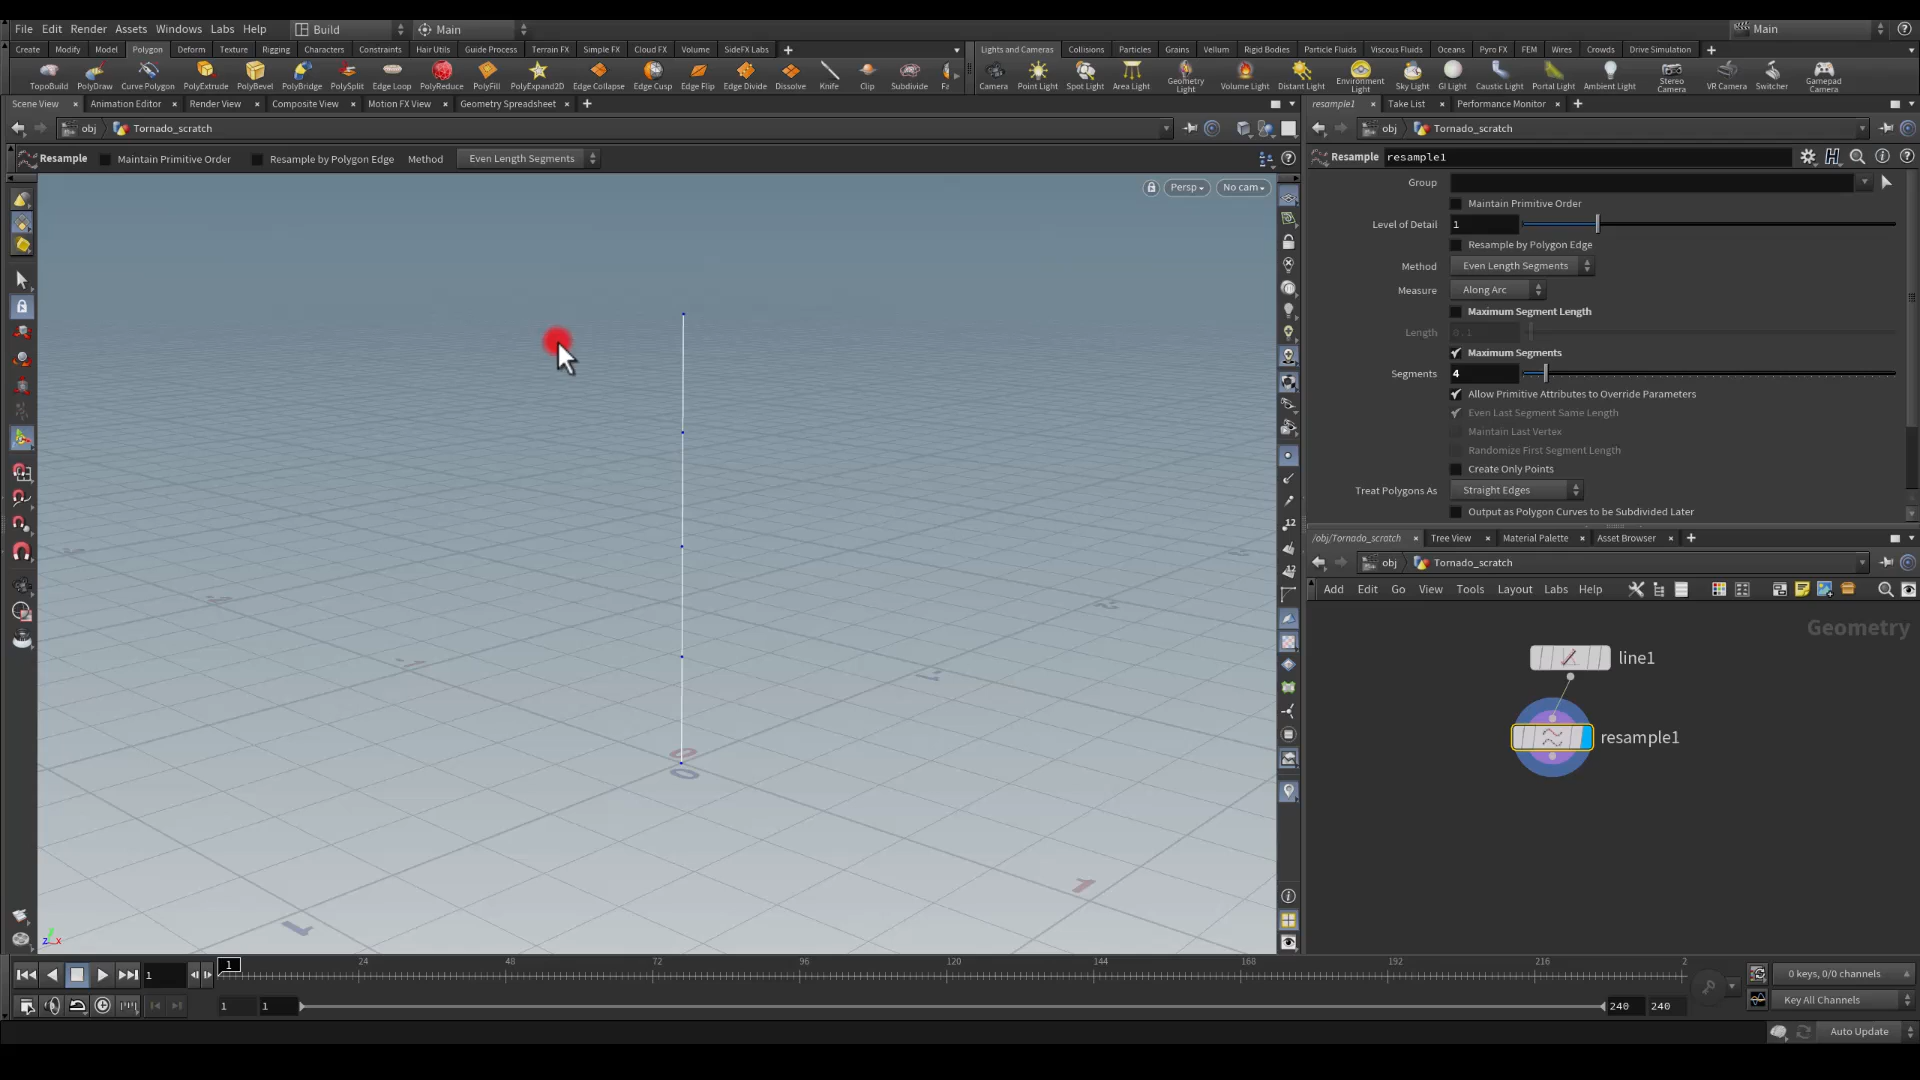 File Edit Render Assets Windows Labs Help Build Main Main
Create Modify Model Polygon Deform Texture Rigging Characters Constraints Hair Utils Guide Process Terrain FX Simple FX Cloud FX Volume SideFX Labs Lights and Cameras Collisions Particles Grains Vellum Rigid Bodies Particle Fluids Viscous Fluids Oceans Pyro FX FEM Wires Crowds Drive Simulation
TopoBuild PolyDraw Curve Polygon PolyExtrude PolyBevel PolyBridge PolySplit Edge Loop PolyReduce PolyFill PolyExpand2D Edge Collapse Edge Cusp Edge Flip Edge Divide Dissolve Knife Clip Subdivide Fa Camera Point Light Spot Light Area Light Geometry Light Volume Light Distant Light Environment Light Sky Light GI Light Caustic Light Portal Light Ambient Light Stereo Camera VR Camera Switcher Gamepad Camera
Scene View Animation Editor Render View Composite View Motion FX View Geometry Spreadsheet resample1 Take List Performance Monitor
obj Tornado_scratch obj Tornado_scratch
Resample Maintain Primitive Order Resample by Polygon Edge Method Even Length Segments Resample resample1
Persp No cam
Group
Maintain Primitive Order
Level of Detail 1
Resample by Polygon Edge
Method Even Length Segments
Measure Along Arc
Maximum Segment Length
Length 0.1
Maximum Segments
Segments 4
Allow Primitive Attributes to Override Parameters
Even Last Segment Same Length
Maintain Last Vertex
Randomize First Segment Length
Create Only Points
Treat Polygons As Straight Edges
Output as Polygon Curves to be Subdivided Later
/obj/Tornado_scratch Tree View Material Palette Asset Browser
obj Tornado_scratch
Add Edit Go View Tools Layout Labs Help
Geometry
line1
resample1
0
0
1
1
12
12
z x
1 1 24 48 72 96 120 144 168 192 216 2 0 keys, 0/0 channels
1 1 240 240 Key All Channels
Auto Update